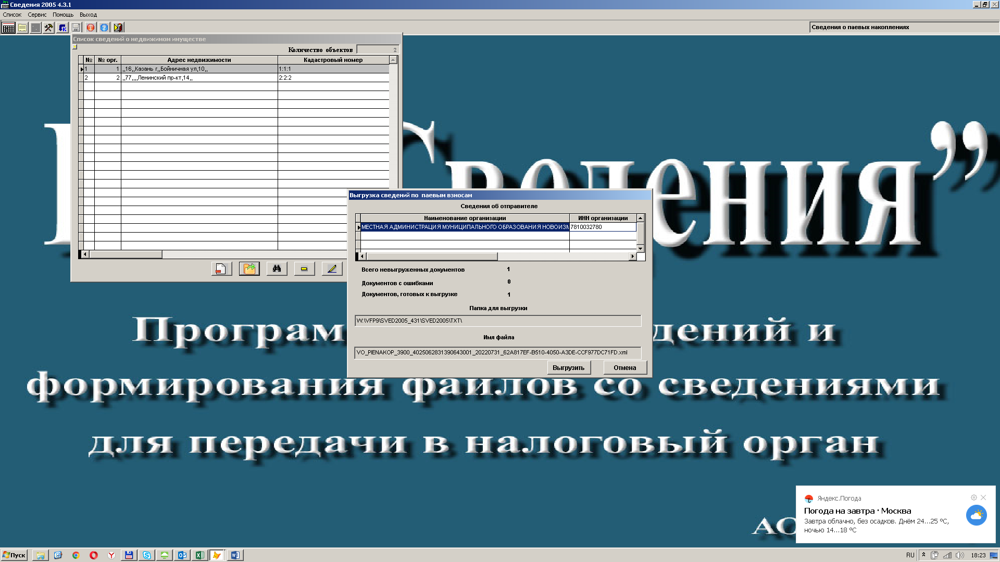 Сведения 2005 4.3.1
Список Сервис Помощь Выход
Сведения о паевых накоплениях
Список сведений о недвижимом имуществе
Количество объектов 2
№ № орг. Адрес недвижимости Кадастровый номер
1 1 ,,16,,Казань г,,Бойничная ул,10,, 1:1:1
2 2 ,,77,,,,Ленинский пр-кт,14,, 2:2:2
Выгрузка сведений по паевым взносам
Сведения об отправителе
Наименование организации ИНН организации
МЕСТНАЯ АДМИНИСТРАЦИЯ МУНИЦИПАЛЬНОГО ОБРАЗОВАНИЯ НОВОИЗМ 7810032780
Всего невыгруженных документов 1
Документов с ошибками 0
Документов, готовых к выгрузке 1
Папка для выгрузки
W:\VFP9\SVED2005_431\SVED2005\TXT\
Имя файла
VO_PIENAKOP_3900_4025062831390643001_20220731_62A817EF-B510-4050-A3DE-CCF977DC71FD.xml
Выгрузить Отмена
ведения”
Програм дений и
формирования файлов со сведениями
для передачи в налоговый орган
АО
Яндекс.Погода
Погода на завтра · Москва
Завтра облачно, без осадков. Днём 24...25 °C,
ночью 14...18 °C
Пуск
RU
18:23